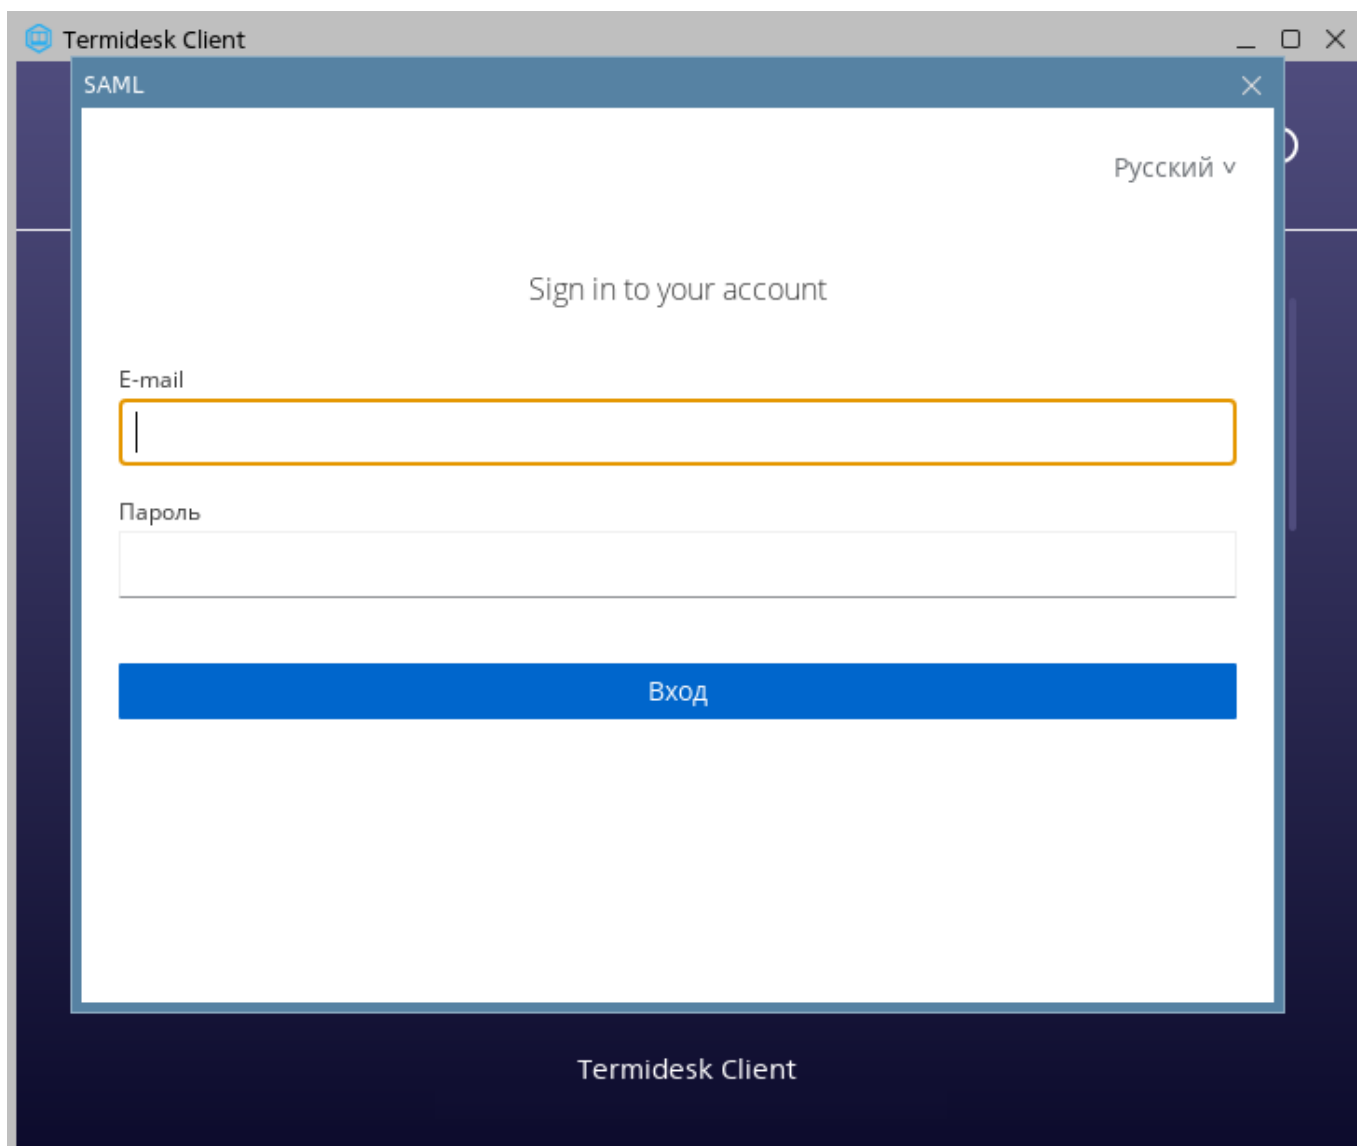 Termidesk Client
SAML
Русский
Sign in to your account
E-mail
Пароль
Вход
Termidesk Client